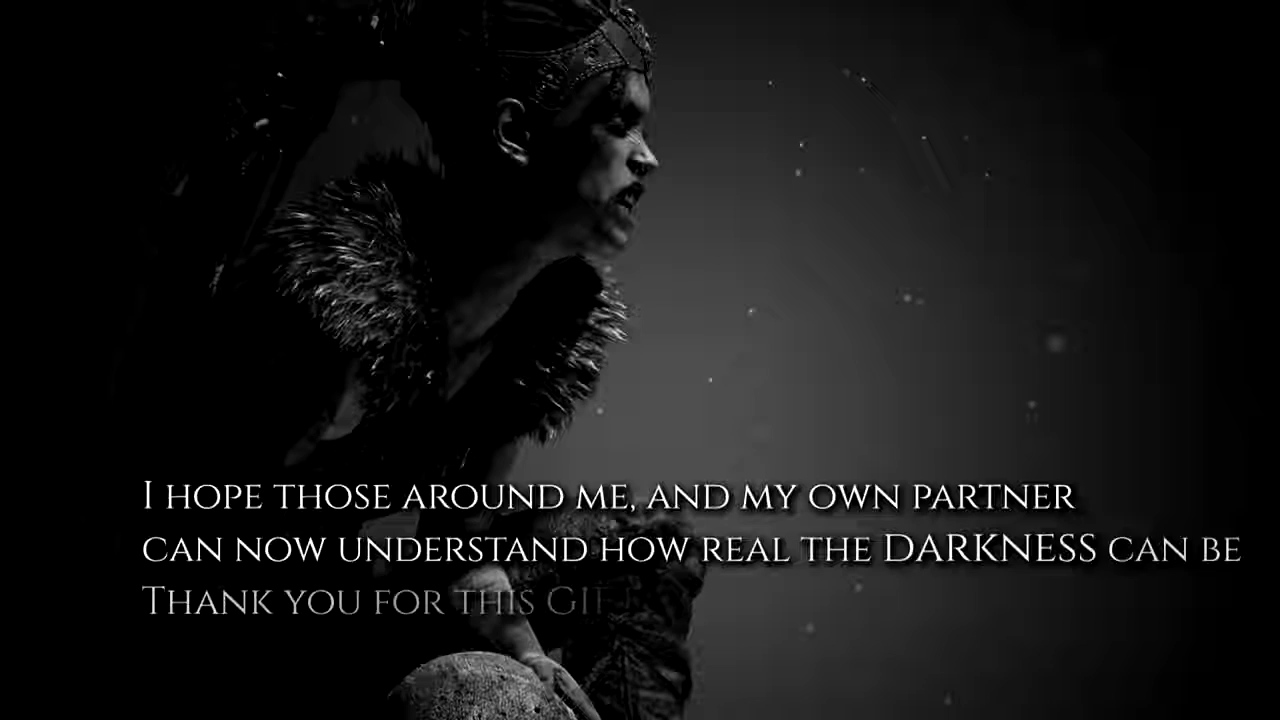 I HOPE THOSE AROUND ME, AND MY OWN PARTNER
CAN NOW UNDERSTAND HOW REAL THE DARKNESS CAN BE
THANK YOU FOR THIS